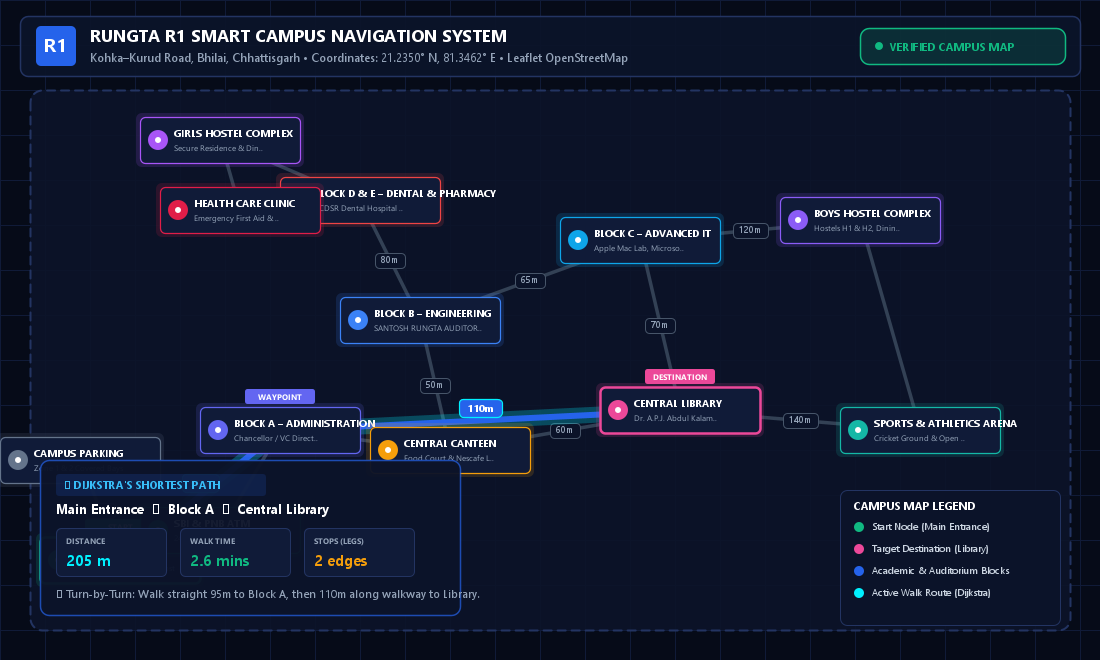 R1
RUNGTA R1 SMART CAMPUS NAVIGATION SYSTEM
Kohka–Kurud Road, Bhilai, Chhattisgarh • Coordinates: 21.2350° N, 81.3462° E • Leaflet OpenStreetMap
VERIFIED CAMPUS MAP
GIRLS HOSTEL COMPLEX
Secure Residence & Din..
BLOCK D & E – DENTAL & PHARMACY
CDSR Dental Hospital ..
HEALTH CARE CLINIC
Emergency First Aid &..
BOYS HOSTEL COMPLEX
Hostels H1 & H2, Dinin..
BLOCK C – ADVANCED IT
Apple Mac Lab, Microso..
120m
80m
65m
BLOCK B – ENGINEERING
SANTOSH RUNGTA AUDITOR..
70m
50m
DESTINATION
WAYPOINT
110m
CENTRAL LIBRARY
Dr. A.P.J. Abdul Kalam..
BLOCK A – ADMINISTRATION
Chancellor / VC Direct..
60m
140m
SPORTS & ATHLETICS ARENA
Cricket Ground & Open ..
CENTRAL CANTEEN
Food Court & Nescafe L..
CAMPUS PARKING
DIJKSTRA'S SHORTEST PATH
Main Entrance Block A Central Library
DISTANCE
205 m
WALK TIME
2.6 mins
STOPS (LEGS)
2 edges
Turn-by-Turn: Walk straight 95m to Block A, then 110m along walkway to Library.
CAMPUS MAP LEGEND
Start Node (Main Entrance)
Target Destination (Library)
Academic & Auditorium Blocks
Active Walk Route (Dijkstra)